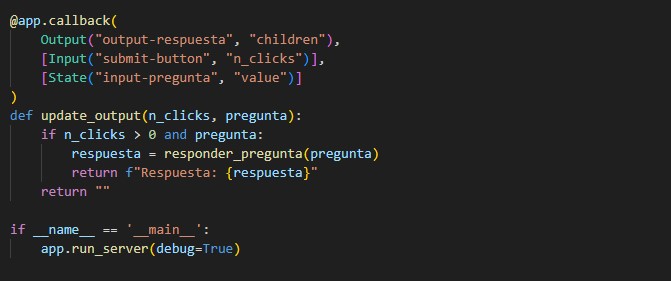 @app.callback(
    Output("output-respuesta", "children"),
    [Input("submit-button", "n_clicks")],
    [State("input-pregunta", "value")]
)
def update_output(n_clicks, pregunta):
    if n_clicks > 0 and pregunta:
        respuesta = responder_pregunta(pregunta)
        return f"Respuesta: {respuesta}"
    return ""

if __name__ == '__main__':
    app.run_server(debug=True)